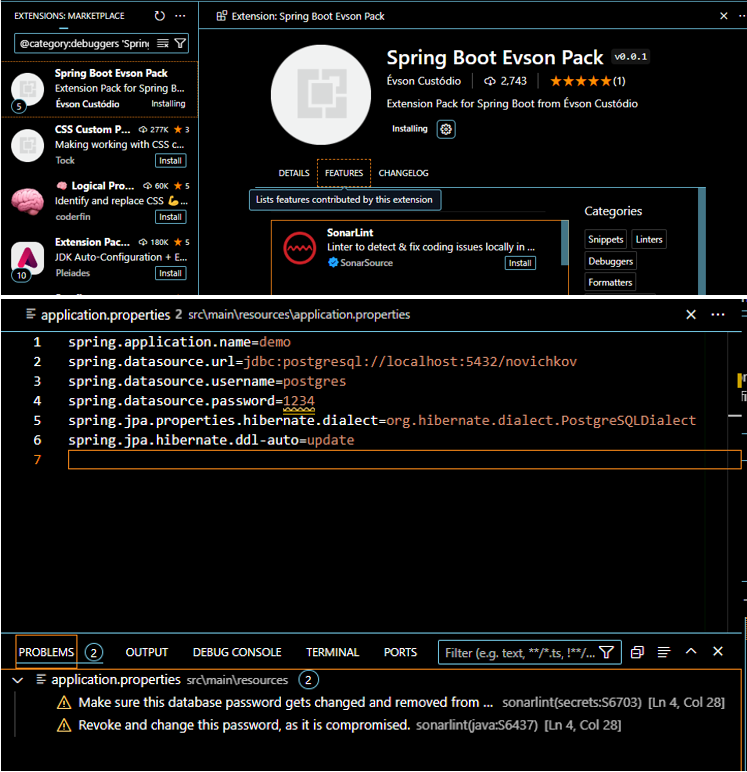 EXTENSIONS: MARKETPLACE
@category:debuggers 'Spring
Spring Boot Evson Pack
Extension Pack for Spring B...
Évson Custódio Installing
5
CSS Custom P... 277K ★ 3
Making working with CSS c...
Tock Install
Logical Pro... 60K ★ 5
Identify and replace CSS
coderfin Install
Extension Pac... 180K ★ 5
JDK Auto-Configuration + E...
Pleiades Install
10
Extension: Spring Boot Evson Pack
Spring Boot Evson Pack v0.0.1
Évson Custódio 2,743 ★★★★★(1)
Extension Pack for Spring Boot from Évson Custódio
Installing
DETAILS FEATURES CHANGELOG
Lists features contributed by this extension
SonarLint
Linter to detect & fix coding issues locally in ...
SonarSource Install
Categories
Snippets Linters
Debuggers
Formatters
application.properties 2 src\main\resources\application.properties
1 spring.application.name=demo
2 spring.datasource.url=jdbc:postgresql://localhost:5432/novichkov
3 spring.datasource.username=postgres
4 spring.datasource.password=1234
5 spring.jpa.properties.hibernate.dialect=org.hibernate.dialect.PostgreSQLDialect
6 spring.jpa.hibernate.ddl-auto=update
7
PROBLEMS 2 OUTPUT DEBUG CONSOLE TERMINAL PORTS Filter (e.g. text, **/*.ts, !**/...
application.properties src\main\resources 2
Make sure this database password gets changed and removed from ... sonarlint(secrets:S6703) [Ln 4, Col 28]
Revoke and change this password, as it is compromised. sonarlint(java:S6437) [Ln 4, Col 28]